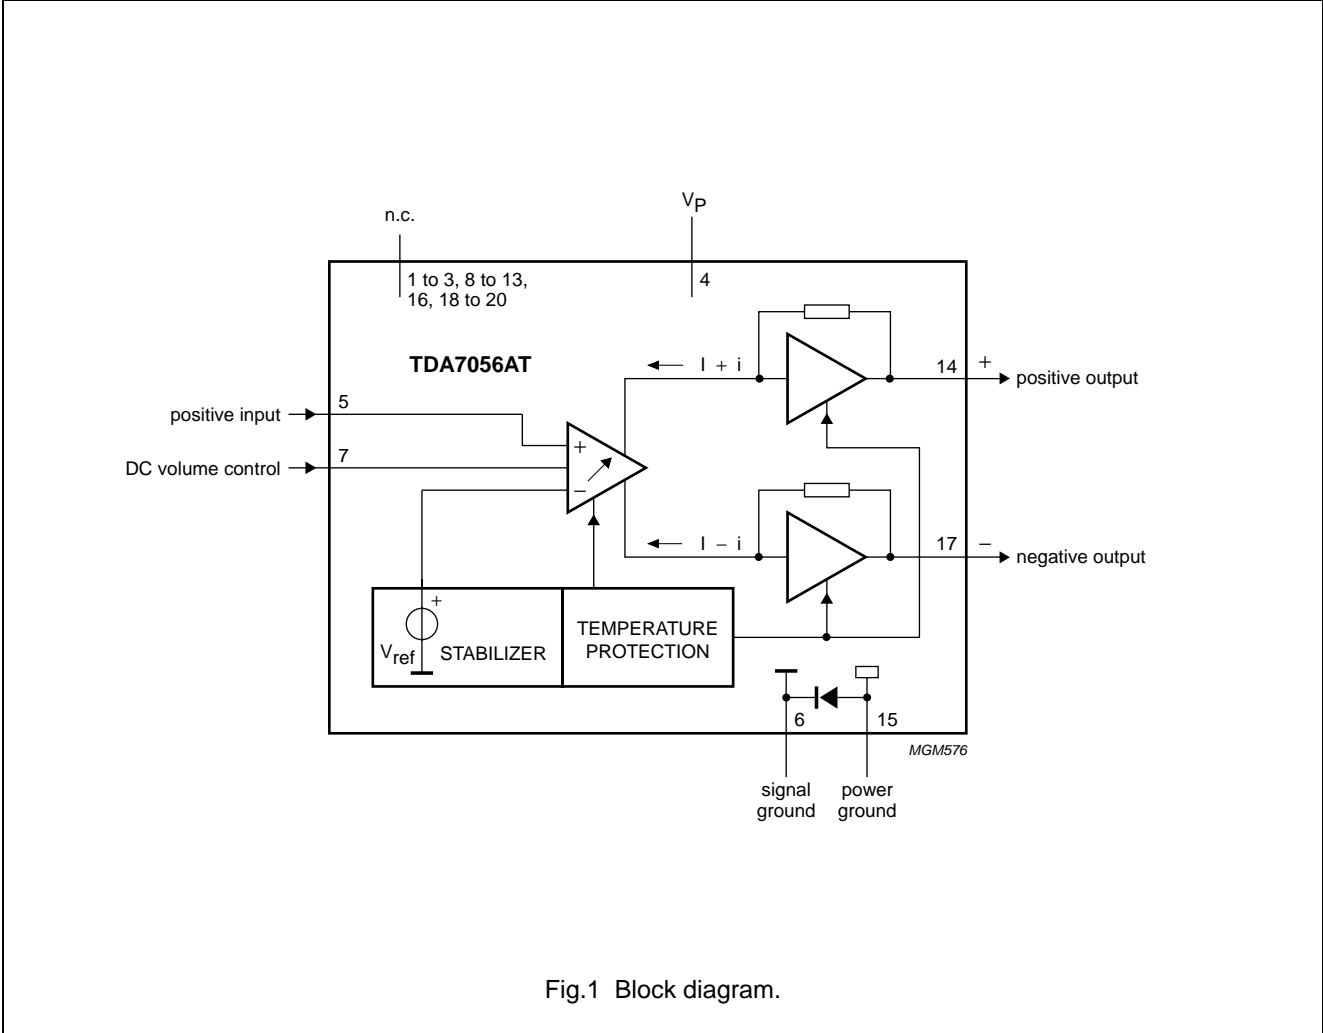 n.c.
VP
1 to 3, 8 to 13,
16, 18 to 20
4
TDA7056AT
I + i
14
+
positive output
positive input
5
DC volume control
7
+
−
I − i
17
−
negative output
+
Vref
STABILIZER
TEMPERATURE
PROTECTION
6
15
MGM576
signal
ground
power
ground
Fig.1 Block diagram.